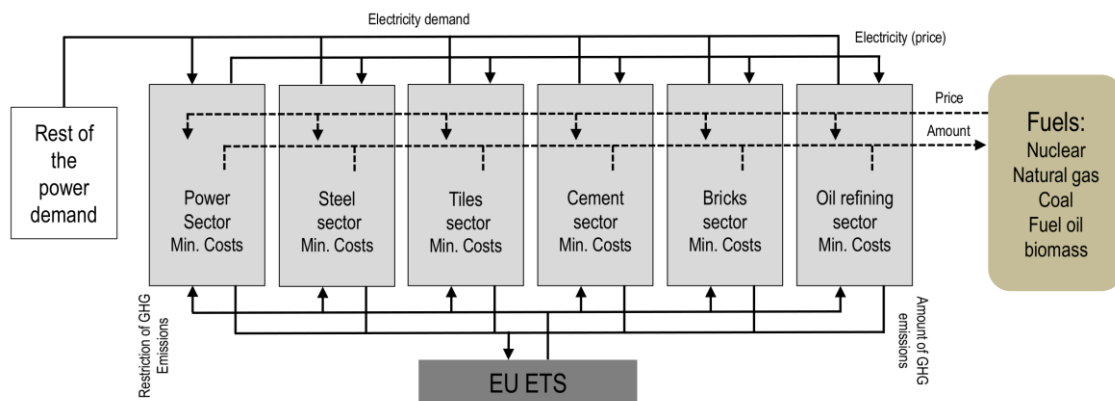 Electricity demand
Electricity (price)
Rest of
the
power
demand
Price
Amount
Power
Sector
Min. Costs
Steel
sector
Min. Costs
Tiles
sector
Min. Costs
Cement
sector
Min. Costs
Bricks
sector
Min. Costs
Oil refining
sector
Min. Costs
Fuels:
Nuclear
Natural gas
Coal
Fuel oil
biomass
Restriction of GHG
Emissions
Amount of GHG
emissions
EU ETS